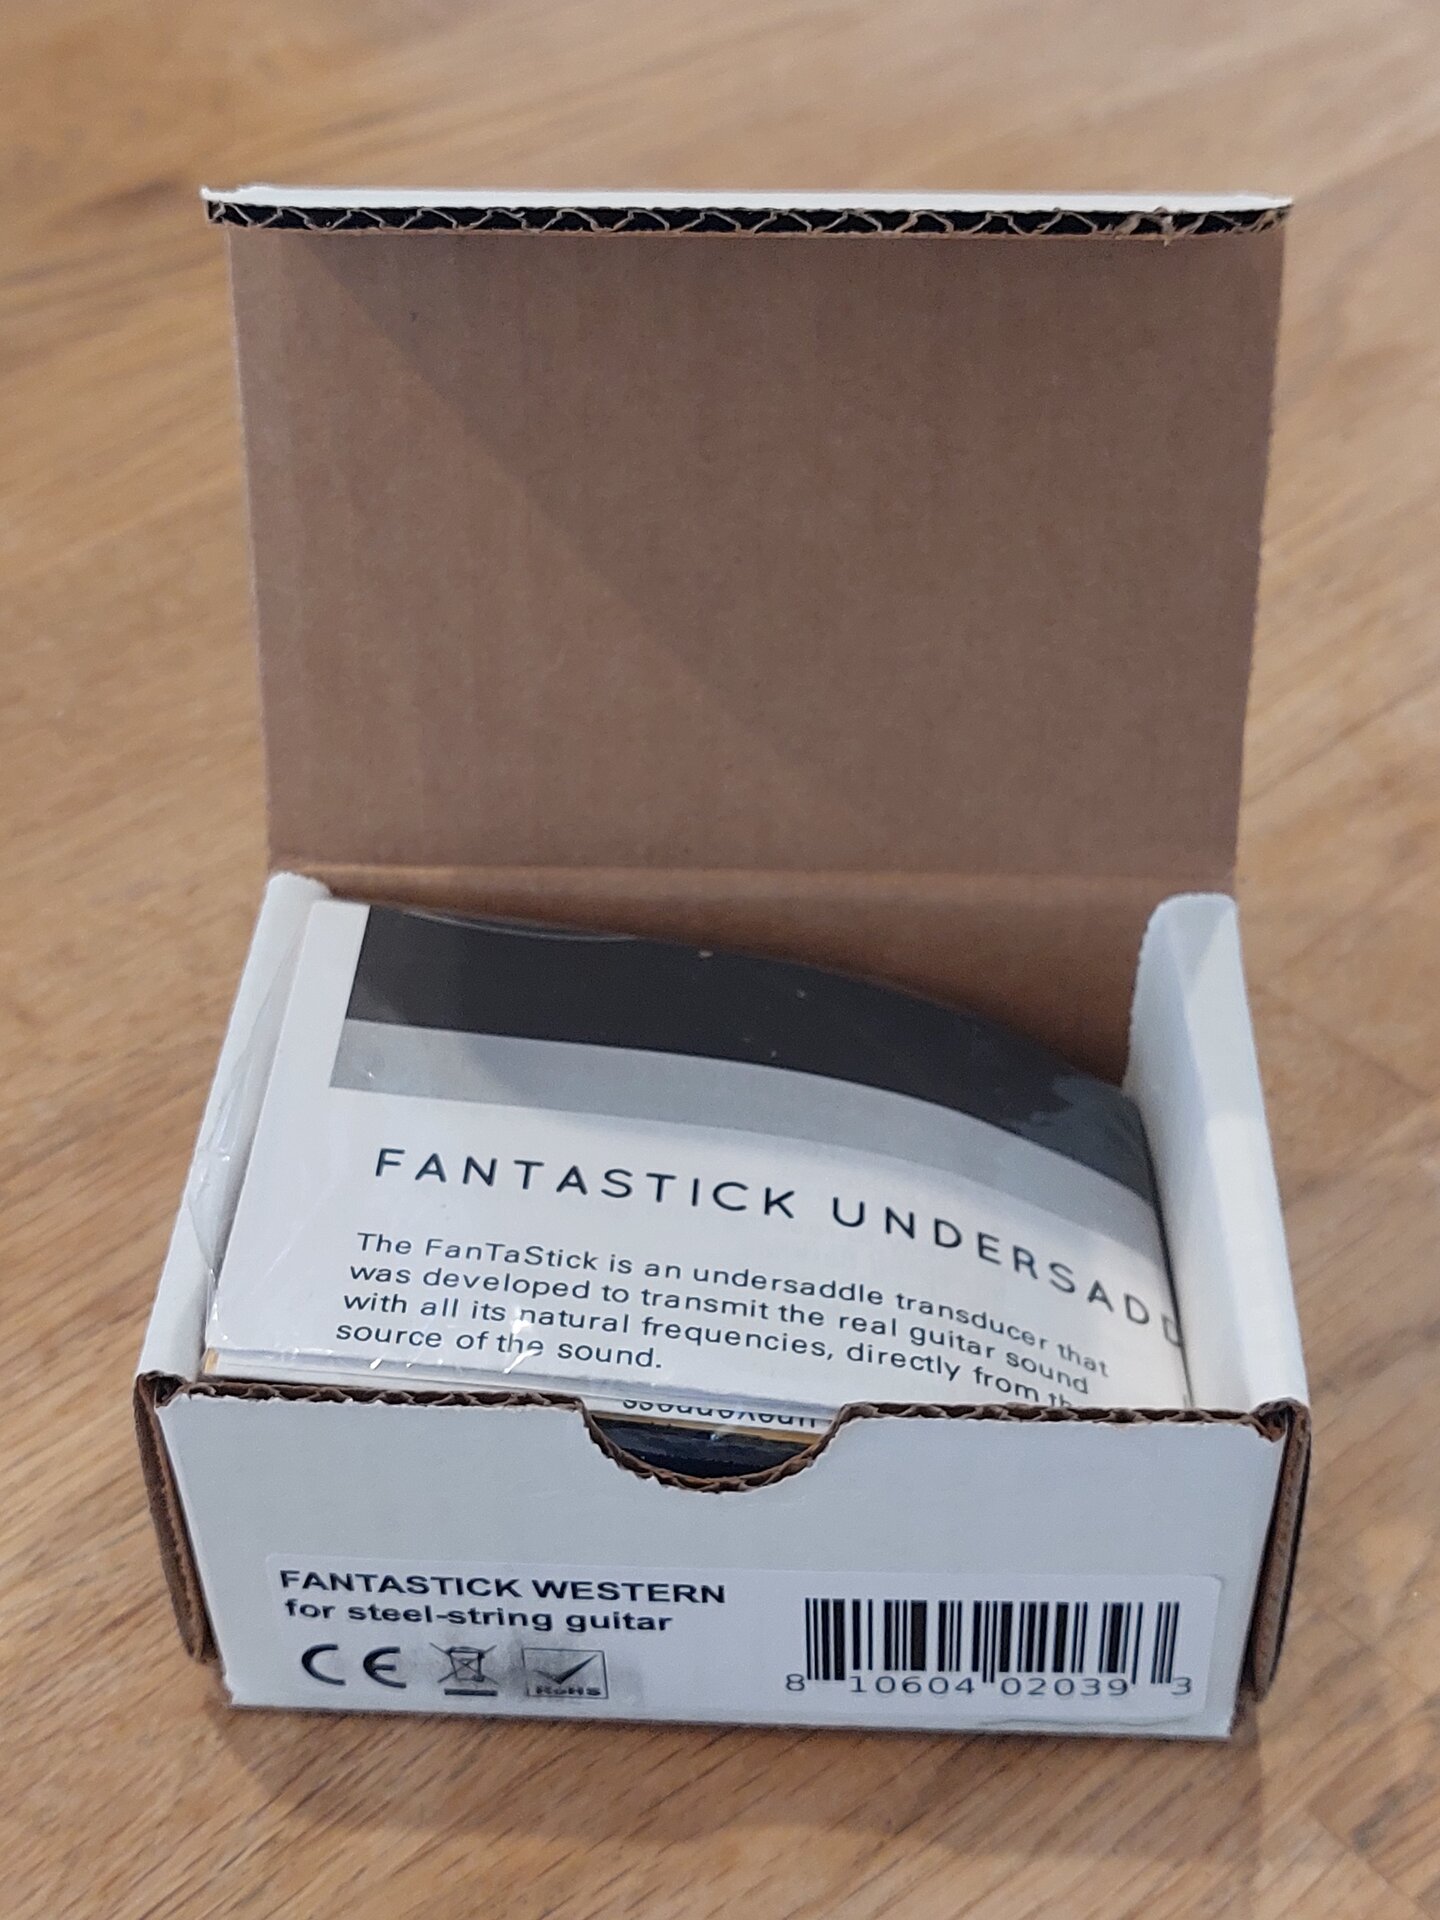 FANTASTICK UNDERSADD
The FanTaStick is an undersaddle transducer that
was developed to transmit the real guitar sound
with all its natural frequencies, directly from th
source of the sound.
FANTASTICK WESTERN
for steel-string guitar
CE
RoHS
8 10604 02039 3